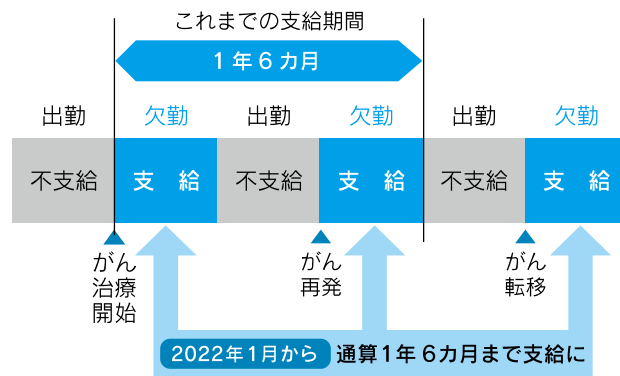 これまでの支給期間
1年6カ月
出勤 欠勤 出勤 欠勤 出勤 欠勤
不支給 支給 不支給 支給 不支給 支給
がん
治療
開始
がん
再発
がん
転移
2022年1月から 通算1年6カ月まで支給に